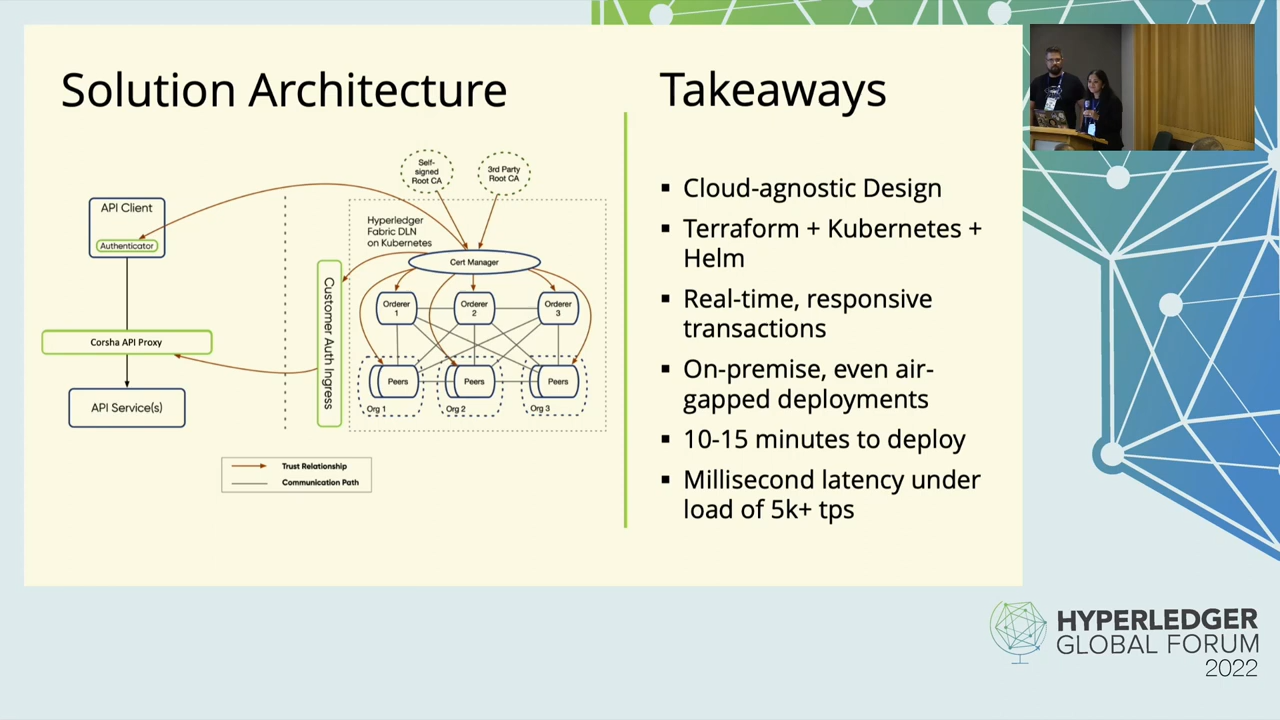 Solution Architecture
Takeaways
Self-
signed
Root CA
3rd Party
Root CA
API Client
Authenticator
Hyperledger
Fabric DLN
on Kubernetes
Cert Manager
Customer Auth Ingress
Orderer
1
Orderer
2
Orderer
3
Corsha API Proxy
Peers
Peers
Peers
Org 1
Org 2
Org 3
API Service(s)
Trust Relationship
Communication Path
▪ Cloud-agnostic Design
▪ Terraform + Kubernetes +
Helm
▪ Real-time, responsive
transactions
▪ On-premise, even air-
gapped deployments
▪ 10-15 minutes to deploy
▪ Millisecond latency under
load of 5k+ tps
HYPERLEDGER
GLOBAL FORUM
2022